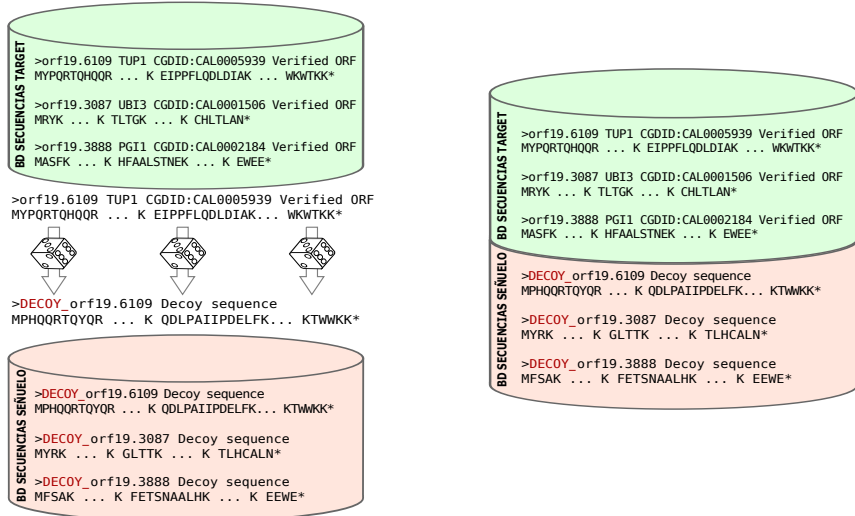 BD SECUENCIAS TARGET
>orf19.6109 TUP1 CGDID:CAL0005939 Verified ORF
MYPQRTQHQQR ... K EIPPFLQDLDIAK ... WKWTKK*
>orf19.3087 UBI3 CGDID:CAL0001506 Verified ORF
MRYK ... K TLTGK ... K CHLTLAN*
>orf19.3888 PGI1 CGDID:CAL0002184 Verified ORF
MASFK ... K HFAALSTNEK ... K EWEE*
>orf19.6109 TUP1 CGDID:CAL0005939 Verified ORF
MYPQRTQHQQR ... K EIPPFLQDLDIAK... WKWTKK*
>DECOY_orf19.6109 Decoy sequence
MPHQQRTQYQR ... K QDLPAIIPDELFK... KTWWKK*
BD SECUENCIAS SEÑUELO
>DECOY_orf19.6109 Decoy sequence
MPHQQRTQYQR ... K QDLPAIIPDELFK... KTWWKK*
>DECOY_orf19.3087 Decoy sequence
MYRK ... K GLTTK ... K TLHCALN*
>DECOY_orf19.3888 Decoy sequence
MFSAK ... K FETSNAALHK ... K EEWE*
BD SECUENCIAS TARGET
>orf19.6109 TUP1 CGDID:CAL0005939 Verified ORF
MYPQRTQHQQR ... K EIPPFLQDLDIAK ... WKWTKK*
>orf19.3087 UBI3 CGDID:CAL0001506 Verified ORF
MRYK ... K TLTGK ... K CHLTLAN*
>orf19.3888 PGI1 CGDID:CAL0002184 Verified ORF
MASFK ... K HFAALSTNEK ... K EWEE*
BD SECUENCIAS SEÑUELO
>DECOY_orf19.6109 Decoy sequence
MPHQQRTQYQR ... K QDLPAIIPDELFK... KTWWKK*
>DECOY_orf19.3087 Decoy sequence
MYRK ... K GLTTK ... K TLHCALN*
>DECOY_orf19.3888 Decoy sequence
MFSAK ... K FETSNAALHK ... K EEWE*